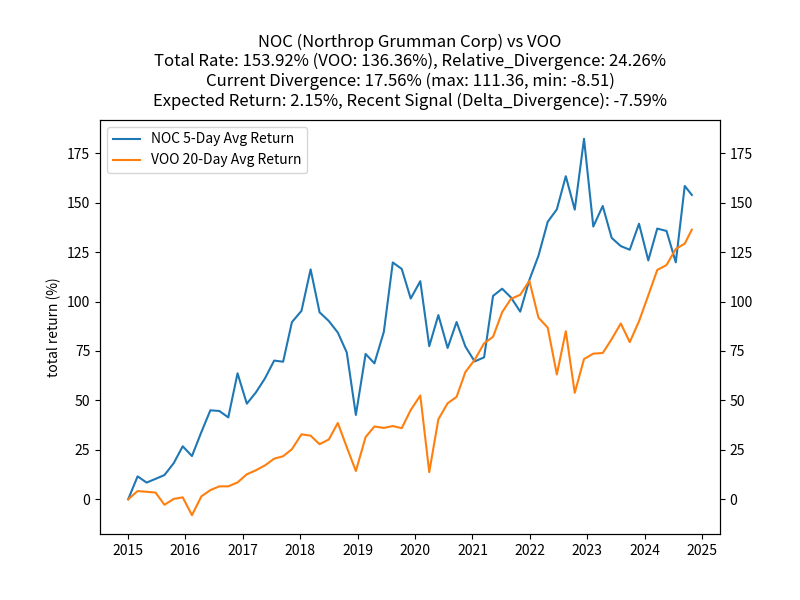 NOC (Northrop Grumman Corp) vs VOO
Total Rate: 153.92% (VOO: 136.36%), Relative_Divergence: 24.26%
Current Divergence: 17.56% (max: 111.36, min: -8.51)
Expected Return: 2.15%, Recent Signal (Delta_Divergence): -7.59%
NOC 5-Day Avg Return
VOO 20-Day Avg Return
total return (%)
175
150
125
100
75
50
25
0
175
150
125
100
75
50
25
0
2015 2016 2017 2018 2019 2020 2021 2022 2023 2024 2025